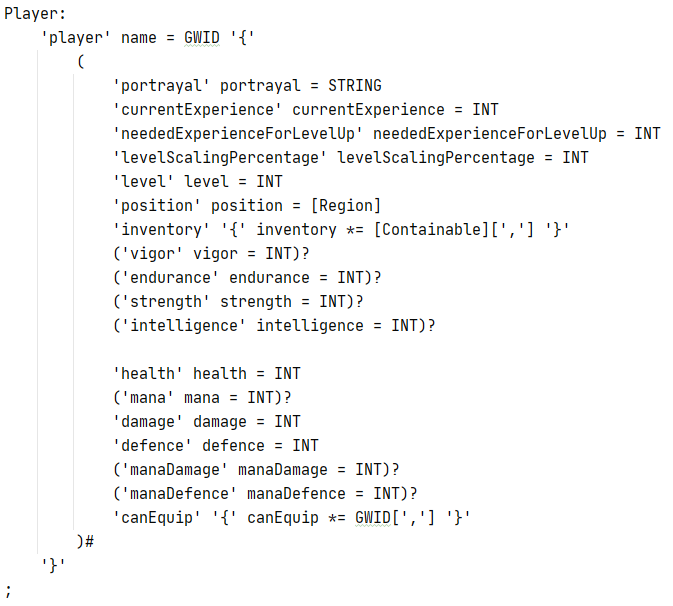 Player:
    'player' name = GWID '{'
        (
            'portrayal' portrayal = STRING
            'currentExperience' currentExperience = INT
            'neededExperienceForLevelUp' neededExperienceForLevelUp = INT
            'levelScalingPercentage' levelScalingPercentage = INT
            'level' level = INT
            'position' position = [Region]
            'inventory' '{' inventory *= [Containable][','] '}'
            ('vigor' vigor = INT)?
            ('endurance' endurance = INT)?
            ('strength' strength = INT)?
            ('intelligence' intelligence = INT)?

            'health' health = INT
            ('mana' mana = INT)?
            'damage' damage = INT
            'defence' defence = INT
            ('manaDamage' manaDamage = INT)?
            ('manaDefence' manaDefence = INT)?
            'canEquip' '{' canEquip *= GWID[','] '}'
        )#
    '}'
;